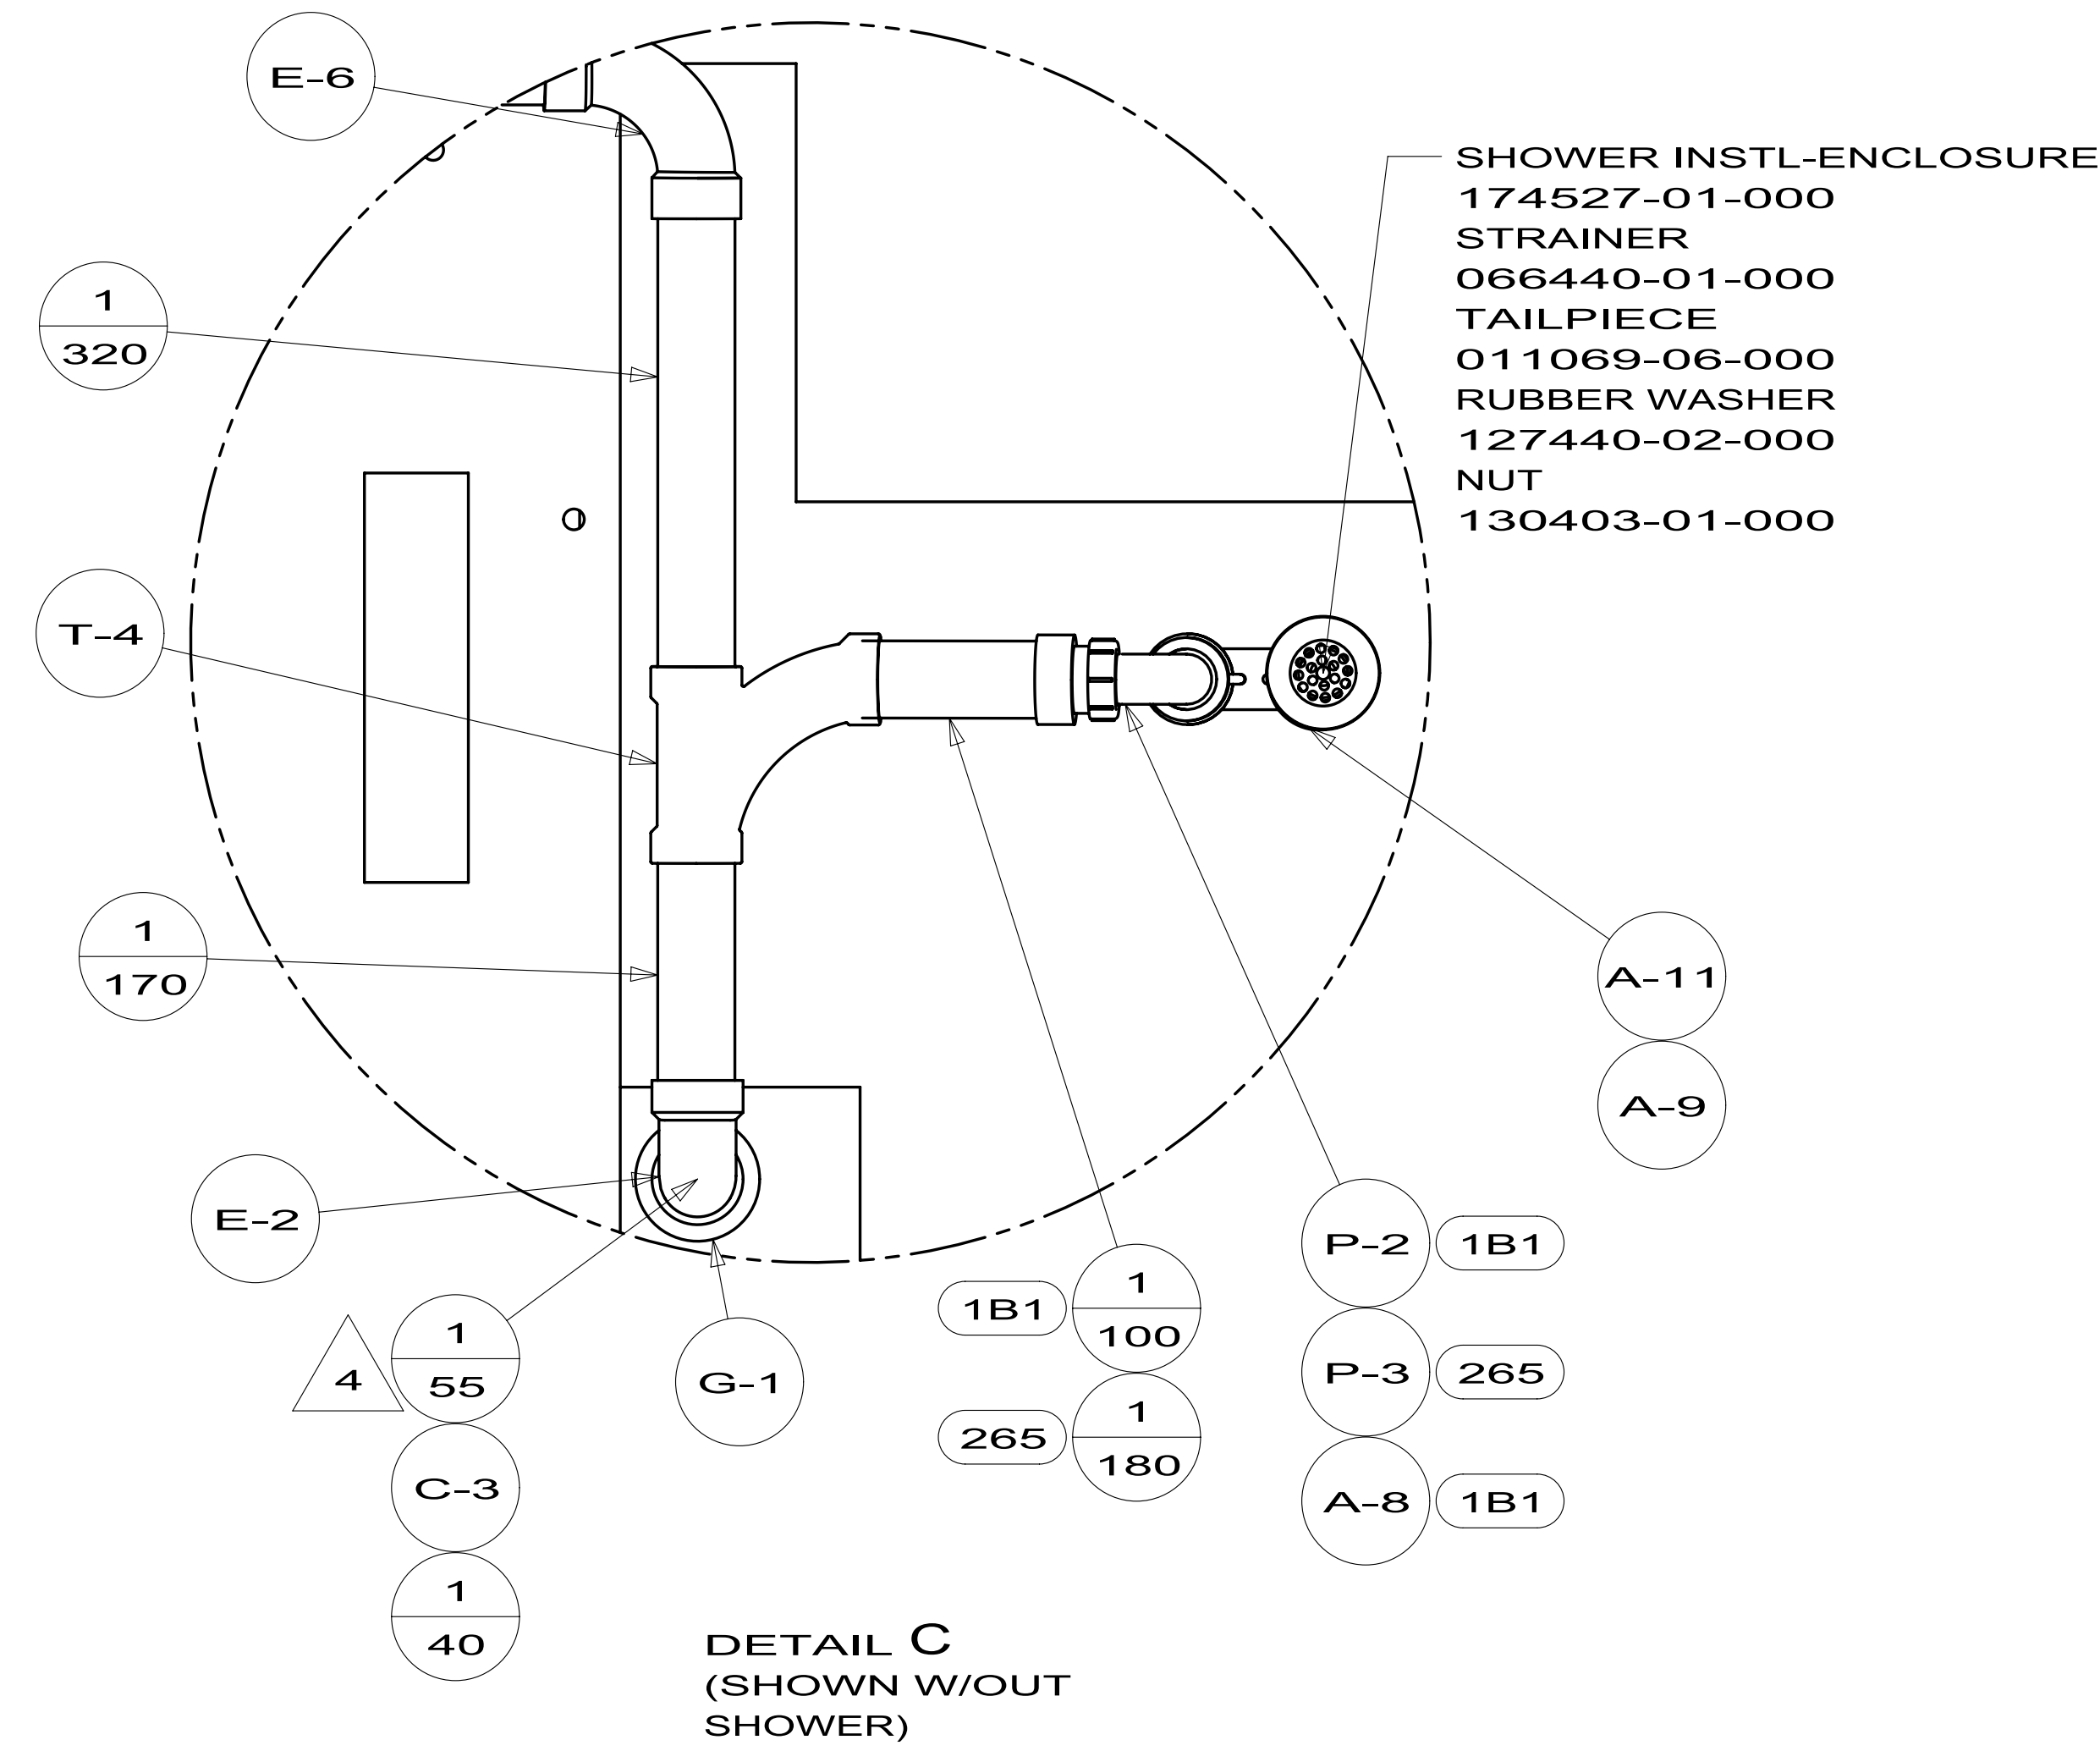 E-6
SHOWER INSTL-ENCLOSURE
174527-01-000
STRAINER
066440-01-000
TAILPIECE
011069-06-000
RUBBER WASHER
127440-02-000
NUT
130403-01-000
1
320
T-4
1
170
A-11
A-9
E-2
P-2
1B1
P-3
265
A-8
1B1
1B1
1
100
265
1
180
4
1
55
C-3
1
40
G-1
DETAIL C
(SHOWN W/OUT
SHOWER)